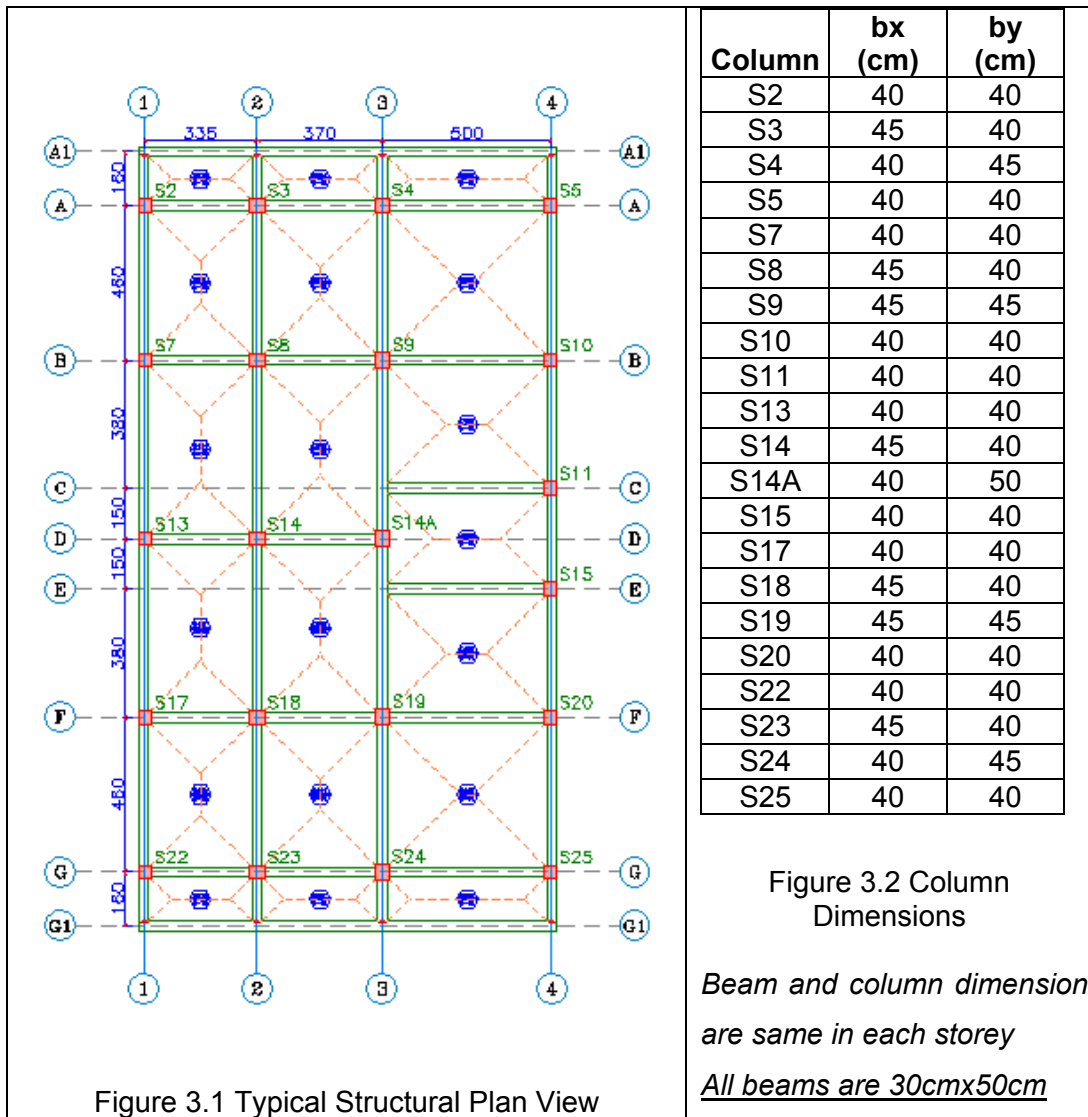 1 2 3 4
335 370 500
A1 A1
160
S2 S3 S4 S5
A A
460
S7 S8 S9 S10
B B
380
S11
C C
150
S13 S14 S14A
D D
150
S15
E E
380
S17 S18 S19 S20
F F
460
S22 S23 S24 S25
G G
160
G1 G1
1 2 3 4
Figure 3.1 Typical Structural Plan View
Column bx (cm) by (cm)
S2 40 40
S3 45 40
S4 40 45
S5 40 40
S7 40 40
S8 45 40
S9 45 45
S10 40 40
S11 40 40
S13 40 40
S14 45 40
S14A 40 50
S15 40 40
S17 40 40
S18 45 40
S19 45 45
S20 40 40
S22 40 40
S23 45 40
S24 40 45
S25 40 40
Figure 3.2 Column
Dimensions
Beam and column dimension
are same in each storey
All beams are 30cmx50cm